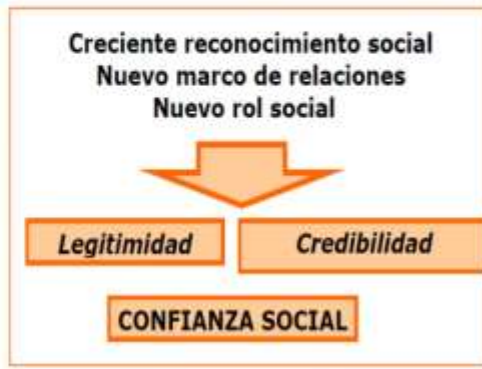 Creciente reconocimiento social
Nuevo marco de relaciones
Nuevo rol social
Legitimidad
Credibilidad
CONFIANZA SOCIAL